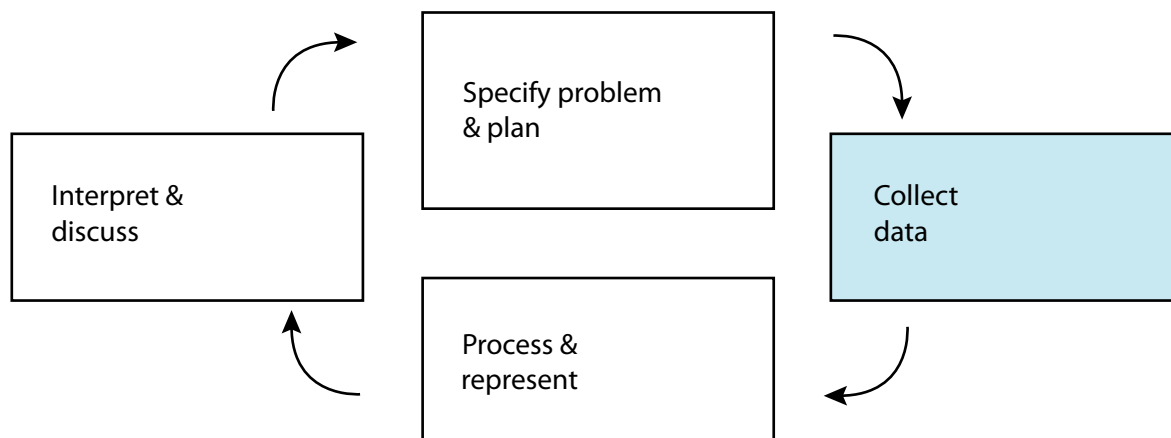 Specify problem
& plan
Interpret &
discuss
Collect
data
Process &
represent